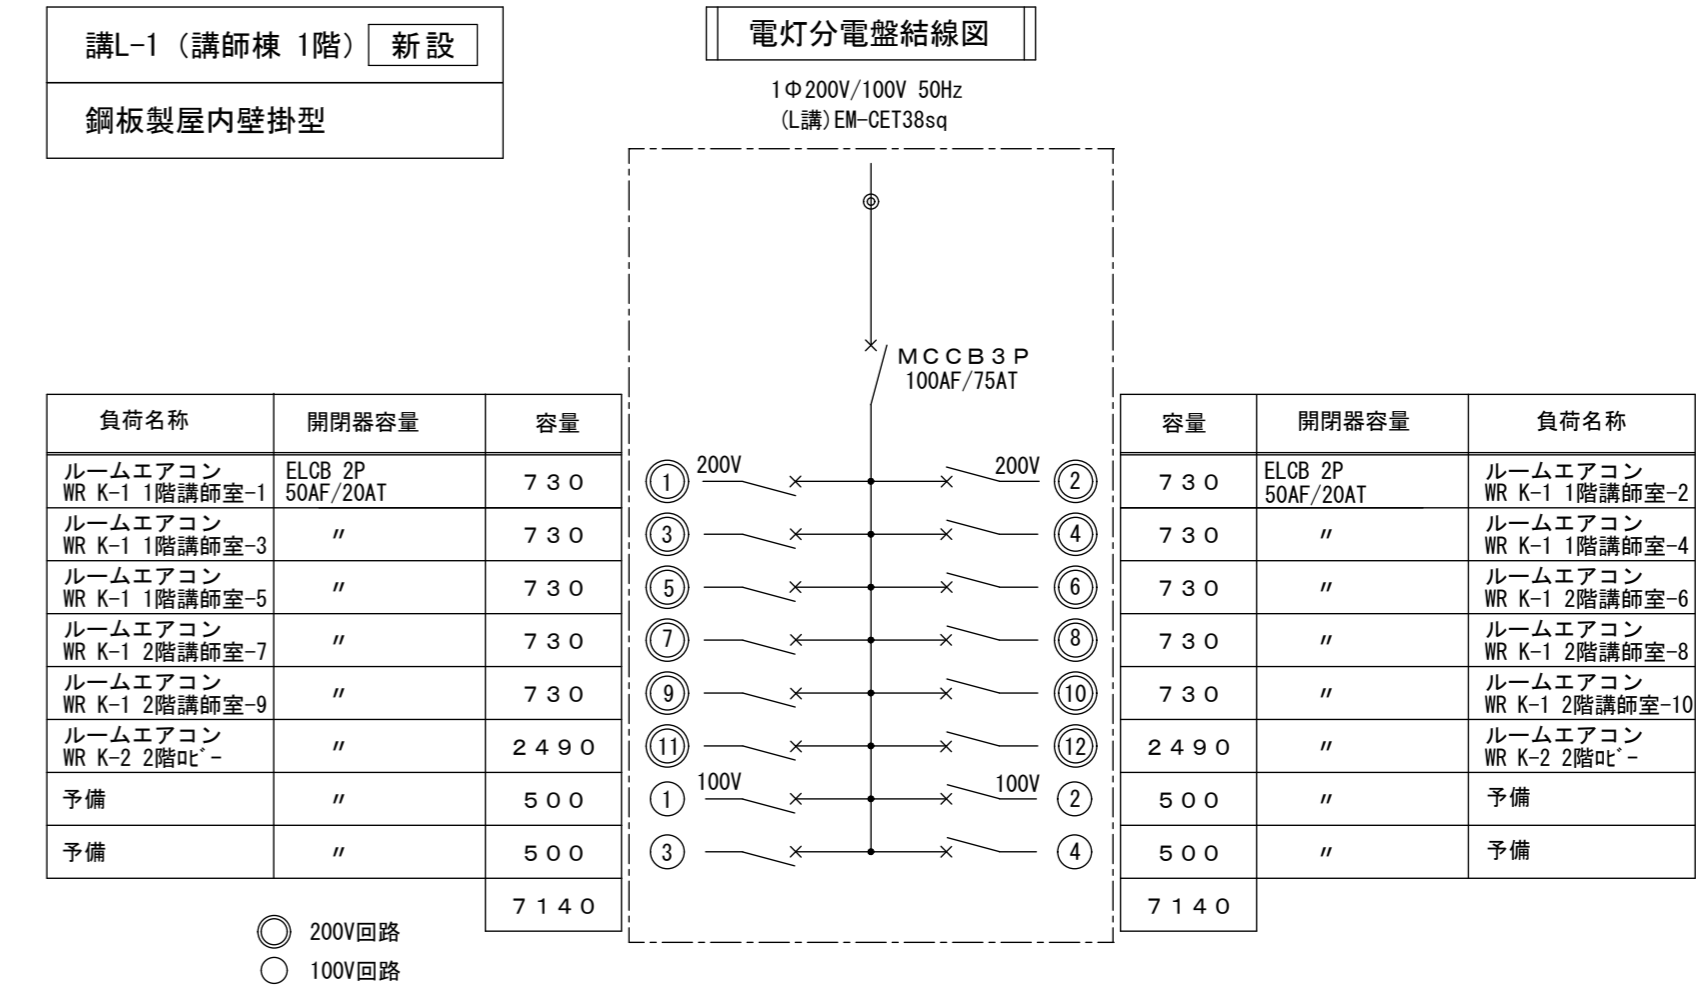 講L-1（講師棟 1階） 新設
鋼板製屋内壁掛型
電灯分電盤結線図
1Φ200V/100V 50Hz
(L講)EM-CET38sq
MCCB3P
100AF/75AT
負荷名称 開閉器容量 容量
ルームエアコン
WR K-1 1階講師室-1
ELCB 2P
50AF/20AT
730
① 200V
ルームエアコン
WR K-1 1階講師室-3
〃 730 ③
ルームエアコン
WR K-1 1階講師室-5
〃 730 ⑤
ルームエアコン
WR K-1 2階講師室-7
〃 730 ⑦
ルームエアコン
WR K-1 2階講師室-9
〃 730 ⑨
ルームエアコン
WR K-2 2階ﾛﾋﾞｰ
〃 2490 ⑪
予備 〃 500 ① 100V
予備 〃 500 ③
7140
容量 開閉器容量 負荷名称
200V ② 730
ELCB 2P
50AF/20AT
ルームエアコン
WR K-1 1階講師室-2
④ 730 〃
ルームエアコン
WR K-1 1階講師室-4
⑥ 730 〃
ルームエアコン
WR K-1 2階講師室-6
⑧ 730 〃
ルームエアコン
WR K-1 2階講師室-8
⑩ 730 〃
ルームエアコン
WR K-1 2階講師室-10
⑫ 2490 〃
ルームエアコン
WR K-2 2階ﾛﾋﾞｰ
100V ② 500 〃 予備
④ 500 〃 予備
7140
200V回路
100V回路